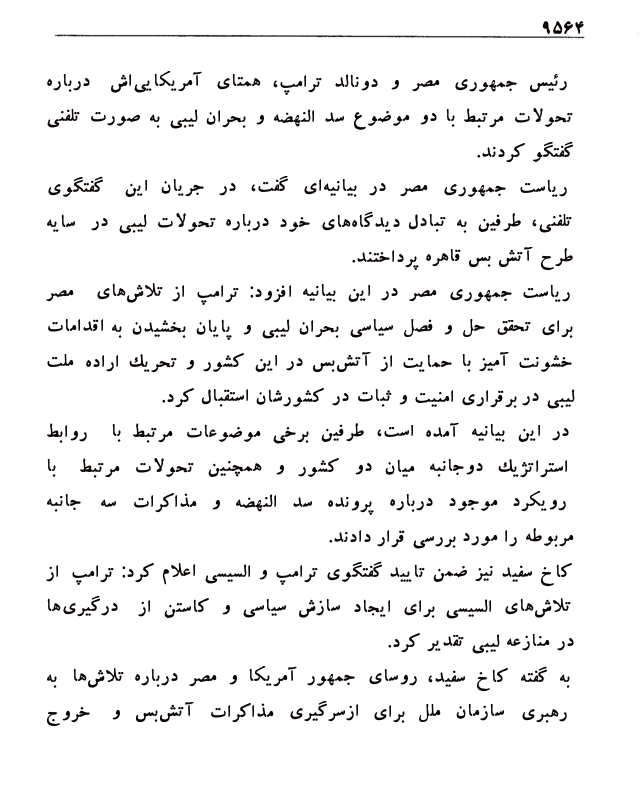 ۹۵۶۴
رئیس جمهوری مصر و دونالد ترامپ، همتای آمریکایی‌اش درباره
تحولات مرتبط با دو موضوع سد النهضه و بحران لیبی به صورت تلفنی
گفتگو کردند.
ریاست جمهوری مصر در بیانیه‌ای گفت، در جریان این گفتگوی
تلفنی، طرفین به تبادل دیدگاه‌های خود درباره تحولات لیبی در سایه
طرح آتش بس قاهره پرداختند.
ریاست جمهوری مصر در این بیانیه افزود: ترامپ از تلاش‌های مصر
برای تحقق حل و فصل سیاسی بحران لیبی و پایان بخشیدن به اقدامات
خشونت آمیز با حمایت از آتش‌بس در این کشور و تحریك اراده ملت
لیبی در برقراری امنیت و ثبات در کشورشان استقبال کرد.
در این بیانیه آمده است، طرفین برخی موضوعات مرتبط با روابط
استراتژیك دوجانبه میان دو کشور و همچنین تحولات مرتبط با
رویکرد موجود درباره پرونده سد النهضه و مذاکرات سه جانبه
مربوطه را مورد بررسی قرار دادند.
کاخ سفید نیز ضمن تایید گفتگوی ترامپ و السیسی اعلام کرد: ترامپ از
تلاش‌های السیسی برای ایجاد سازش سیاسی و کاستن از درگیری‌ها
در منازعه لیبی تقدیر کرد.
به گفته کاخ سفید، روسای جمهور آمریکا و مصر درباره تلاش‌ها به
رهبری سازمان ملل برای ازسرگیری مذاکرات آتش‌بس و خروج